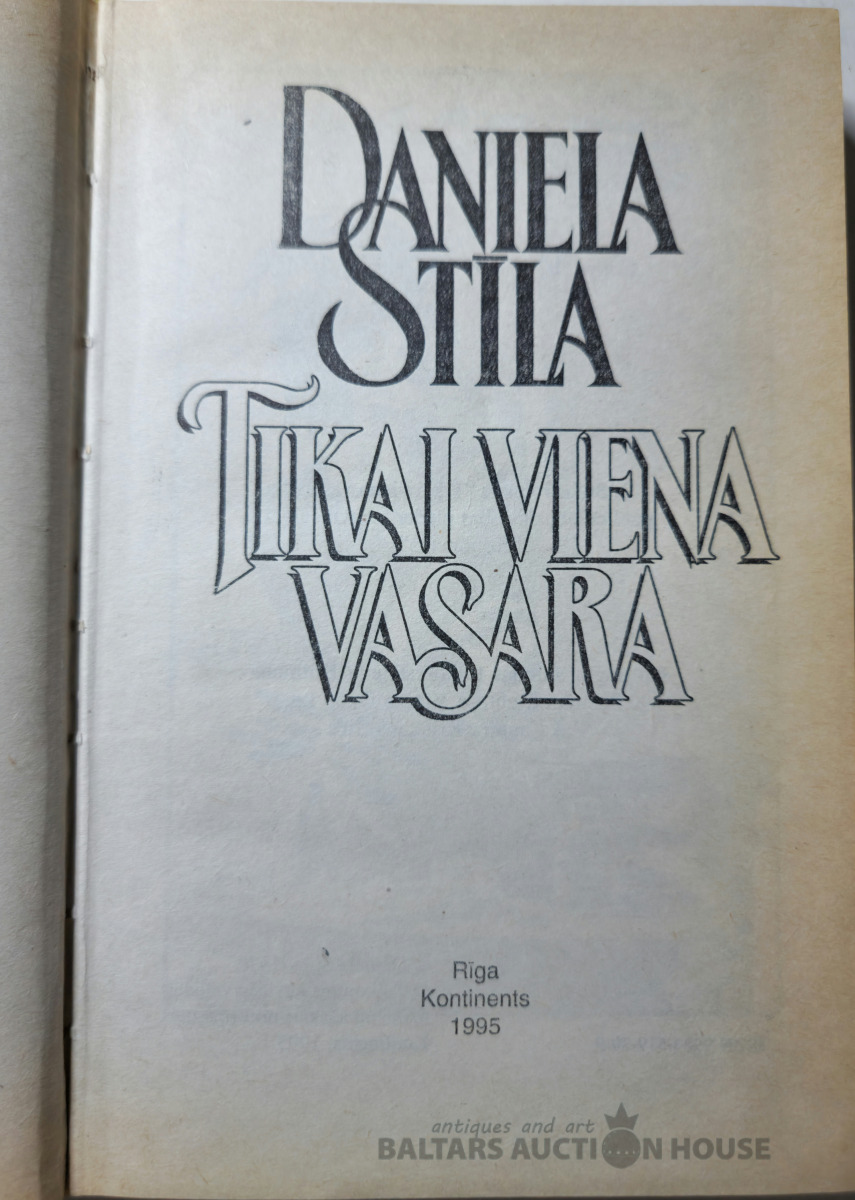 DANIELA
STĪLA
TIKAI VIENA
VASARA
Rīga
Kontinents
1995
antiques and art
BALTARS AUCTION HOUSE